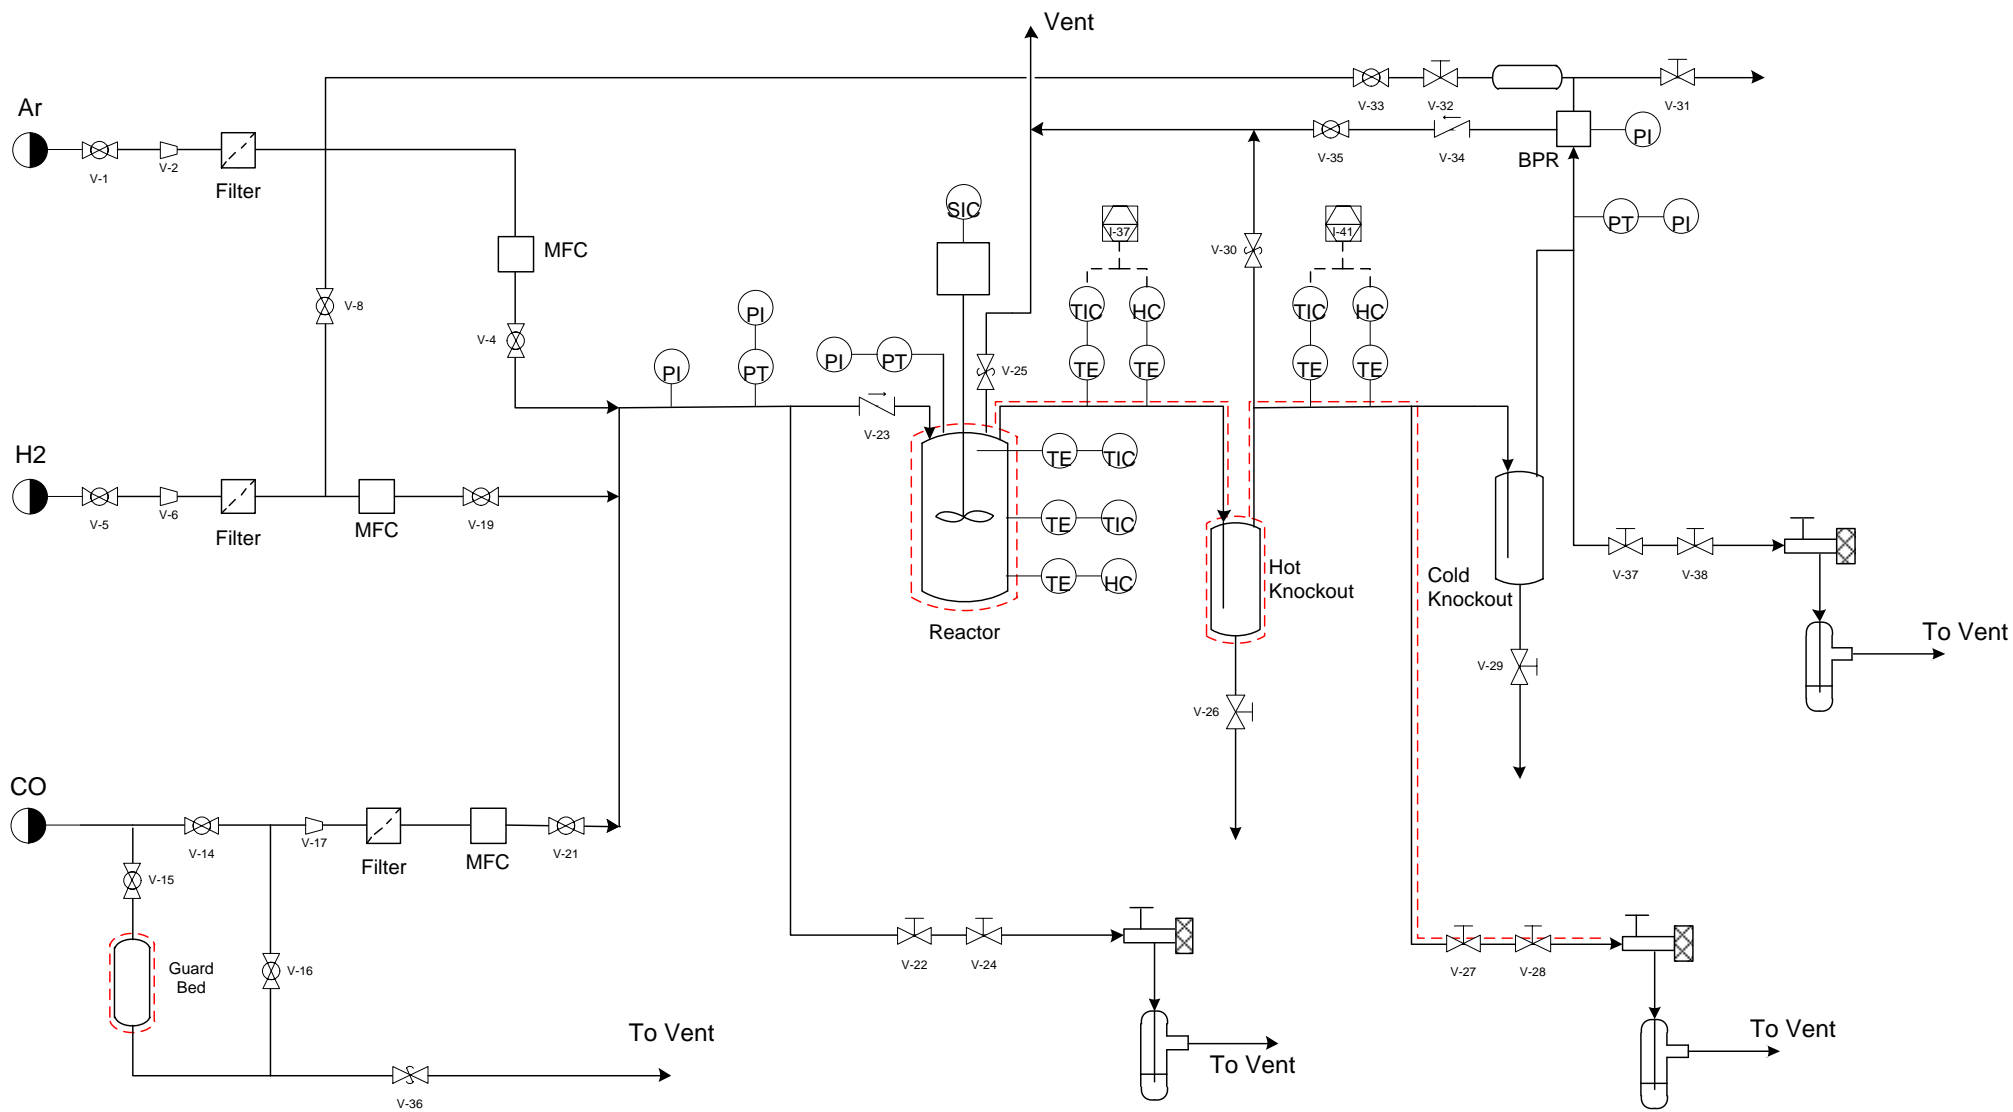 Vent
V-33
V-32
V-31
Ar
V-1
V-2
Filter
V-35
V-34
BPR
PI
SIC
I-37
I-41
PT
PI
MFC
V-30
V-8
V-4
PI
TIC
HC
TIC
HC
PI
PT
PI
PT
V-25
TE
TE
TE
TE
V-23
H2
V-5
V-6
Filter
MFC
V-19
TE
TIC
TE
TIC
TE
HC
Reactor
Hot
Knockout
Cold
Knockout
V-37
V-38
To Vent
V-29
V-26
CO
V-14
V-17
Filter
MFC
V-21
V-15
V-16
Guard
Bed
V-22
V-24
V-27
V-28
To Vent
V-36
To Vent
To Vent